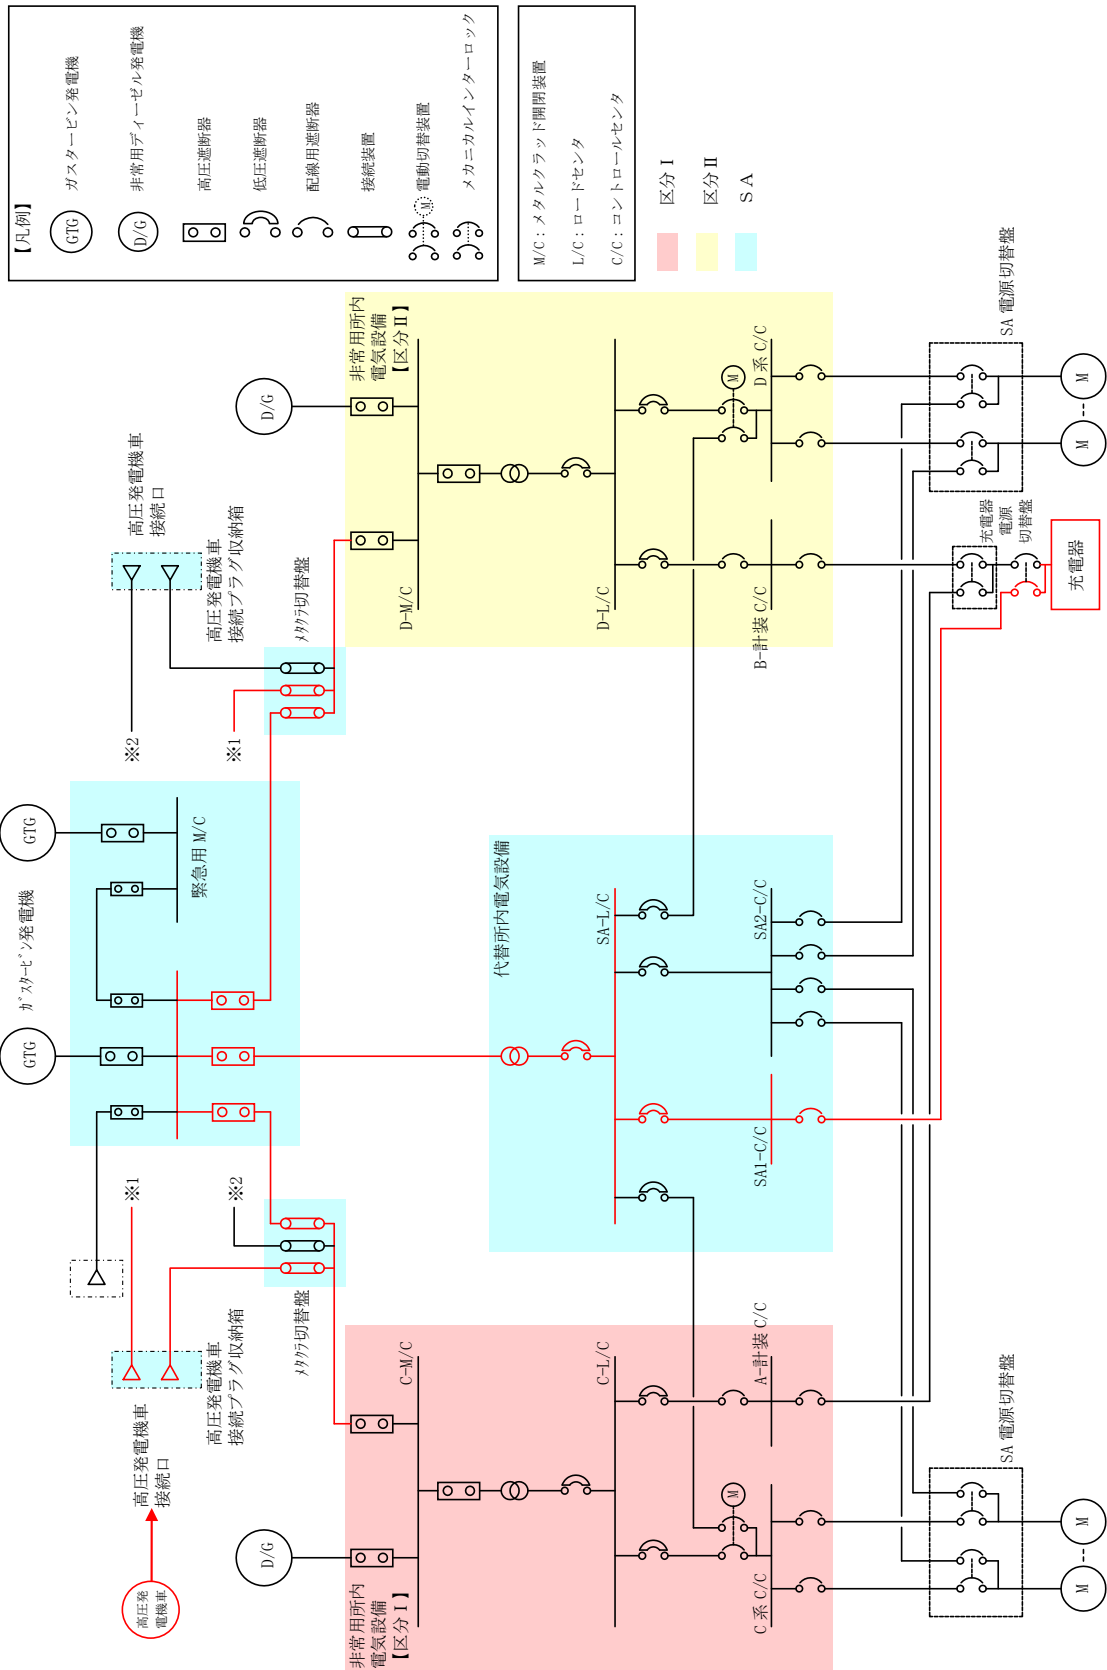 【凡例】
GTG
ガスタービン発電機
D/G
非常用ディーゼル発電機
高圧遮断器
低圧遮断器
配線用遮断器
接続装置
M
電動切替装置
メカニカルインターロック
M/C：メタルクラッド開閉装置
L/C：ロードセンタ
C/C：コントロールセンタ
区分Ⅰ
区分Ⅱ
ＳＡ
高圧発
電機車
高圧発電機車
接続口
高圧発電機車
接続プラグ収納箱
※1
※2
ﾒﾀｸﾗ切替盤
GTG
ｶﾞｽﾀｰﾋﾞﾝ発電機
GTG
緊急用 M/C
高圧発電機車
接続口
高圧発電機車
接続プラグ収納箱
※2
※1
ﾒﾀｸﾗ切替盤
D/G
非常用所内
電気設備
【区分Ⅰ】
C-M/C
C-L/C
M
C 系 C/C
A-計装 C/C
代替所内電気設備
SA-L/C
SA1-C/C
SA2-C/C
D/G
非常用所内
電気設備
【区分Ⅱ】
D-M/C
D-L/C
M
B-計装 C/C
D 系 C/C
SA 電源切替盤
M
M
充電器
電源
切替盤
充電器
SA 電源切替盤
M
M